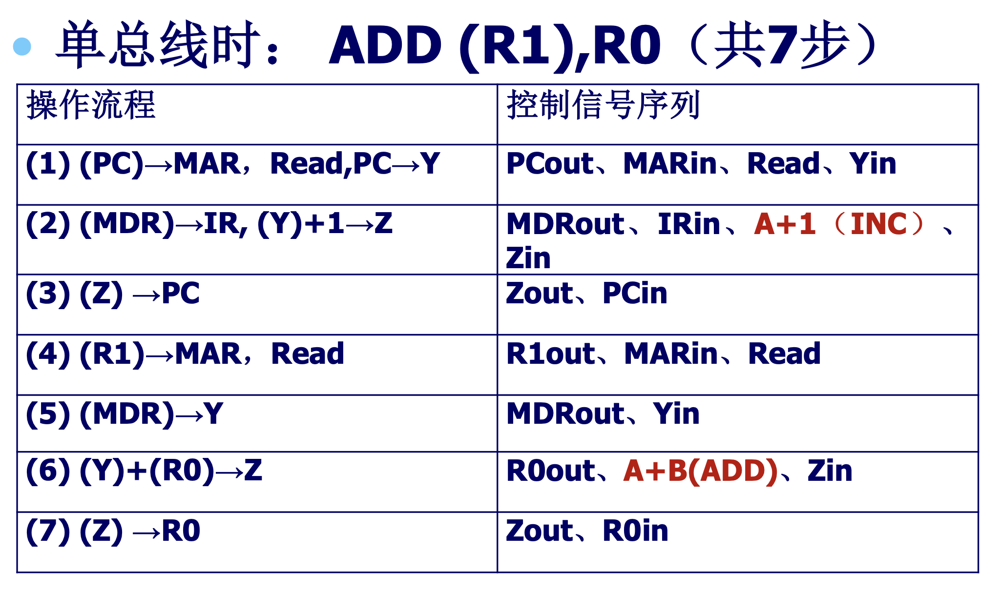 • 单总线时： ADD (R1),R0（共7步）
操作流程 控制信号序列
(1) (PC)→MAR，Read,PC→Y PCout、MARin、Read、Yin
(2) (MDR)→IR, (Y)+1→Z MDRout、IRin、A+1（INC）、
Zin
(3) (Z) →PC Zout、PCin
(4) (R1)→MAR，Read R1out、MARin、Read
(5) (MDR)→Y MDRout、Yin
(6) (Y)+(R0)→Z R0out、A+B(ADD)、Zin
(7) (Z) →R0 Zout、R0in